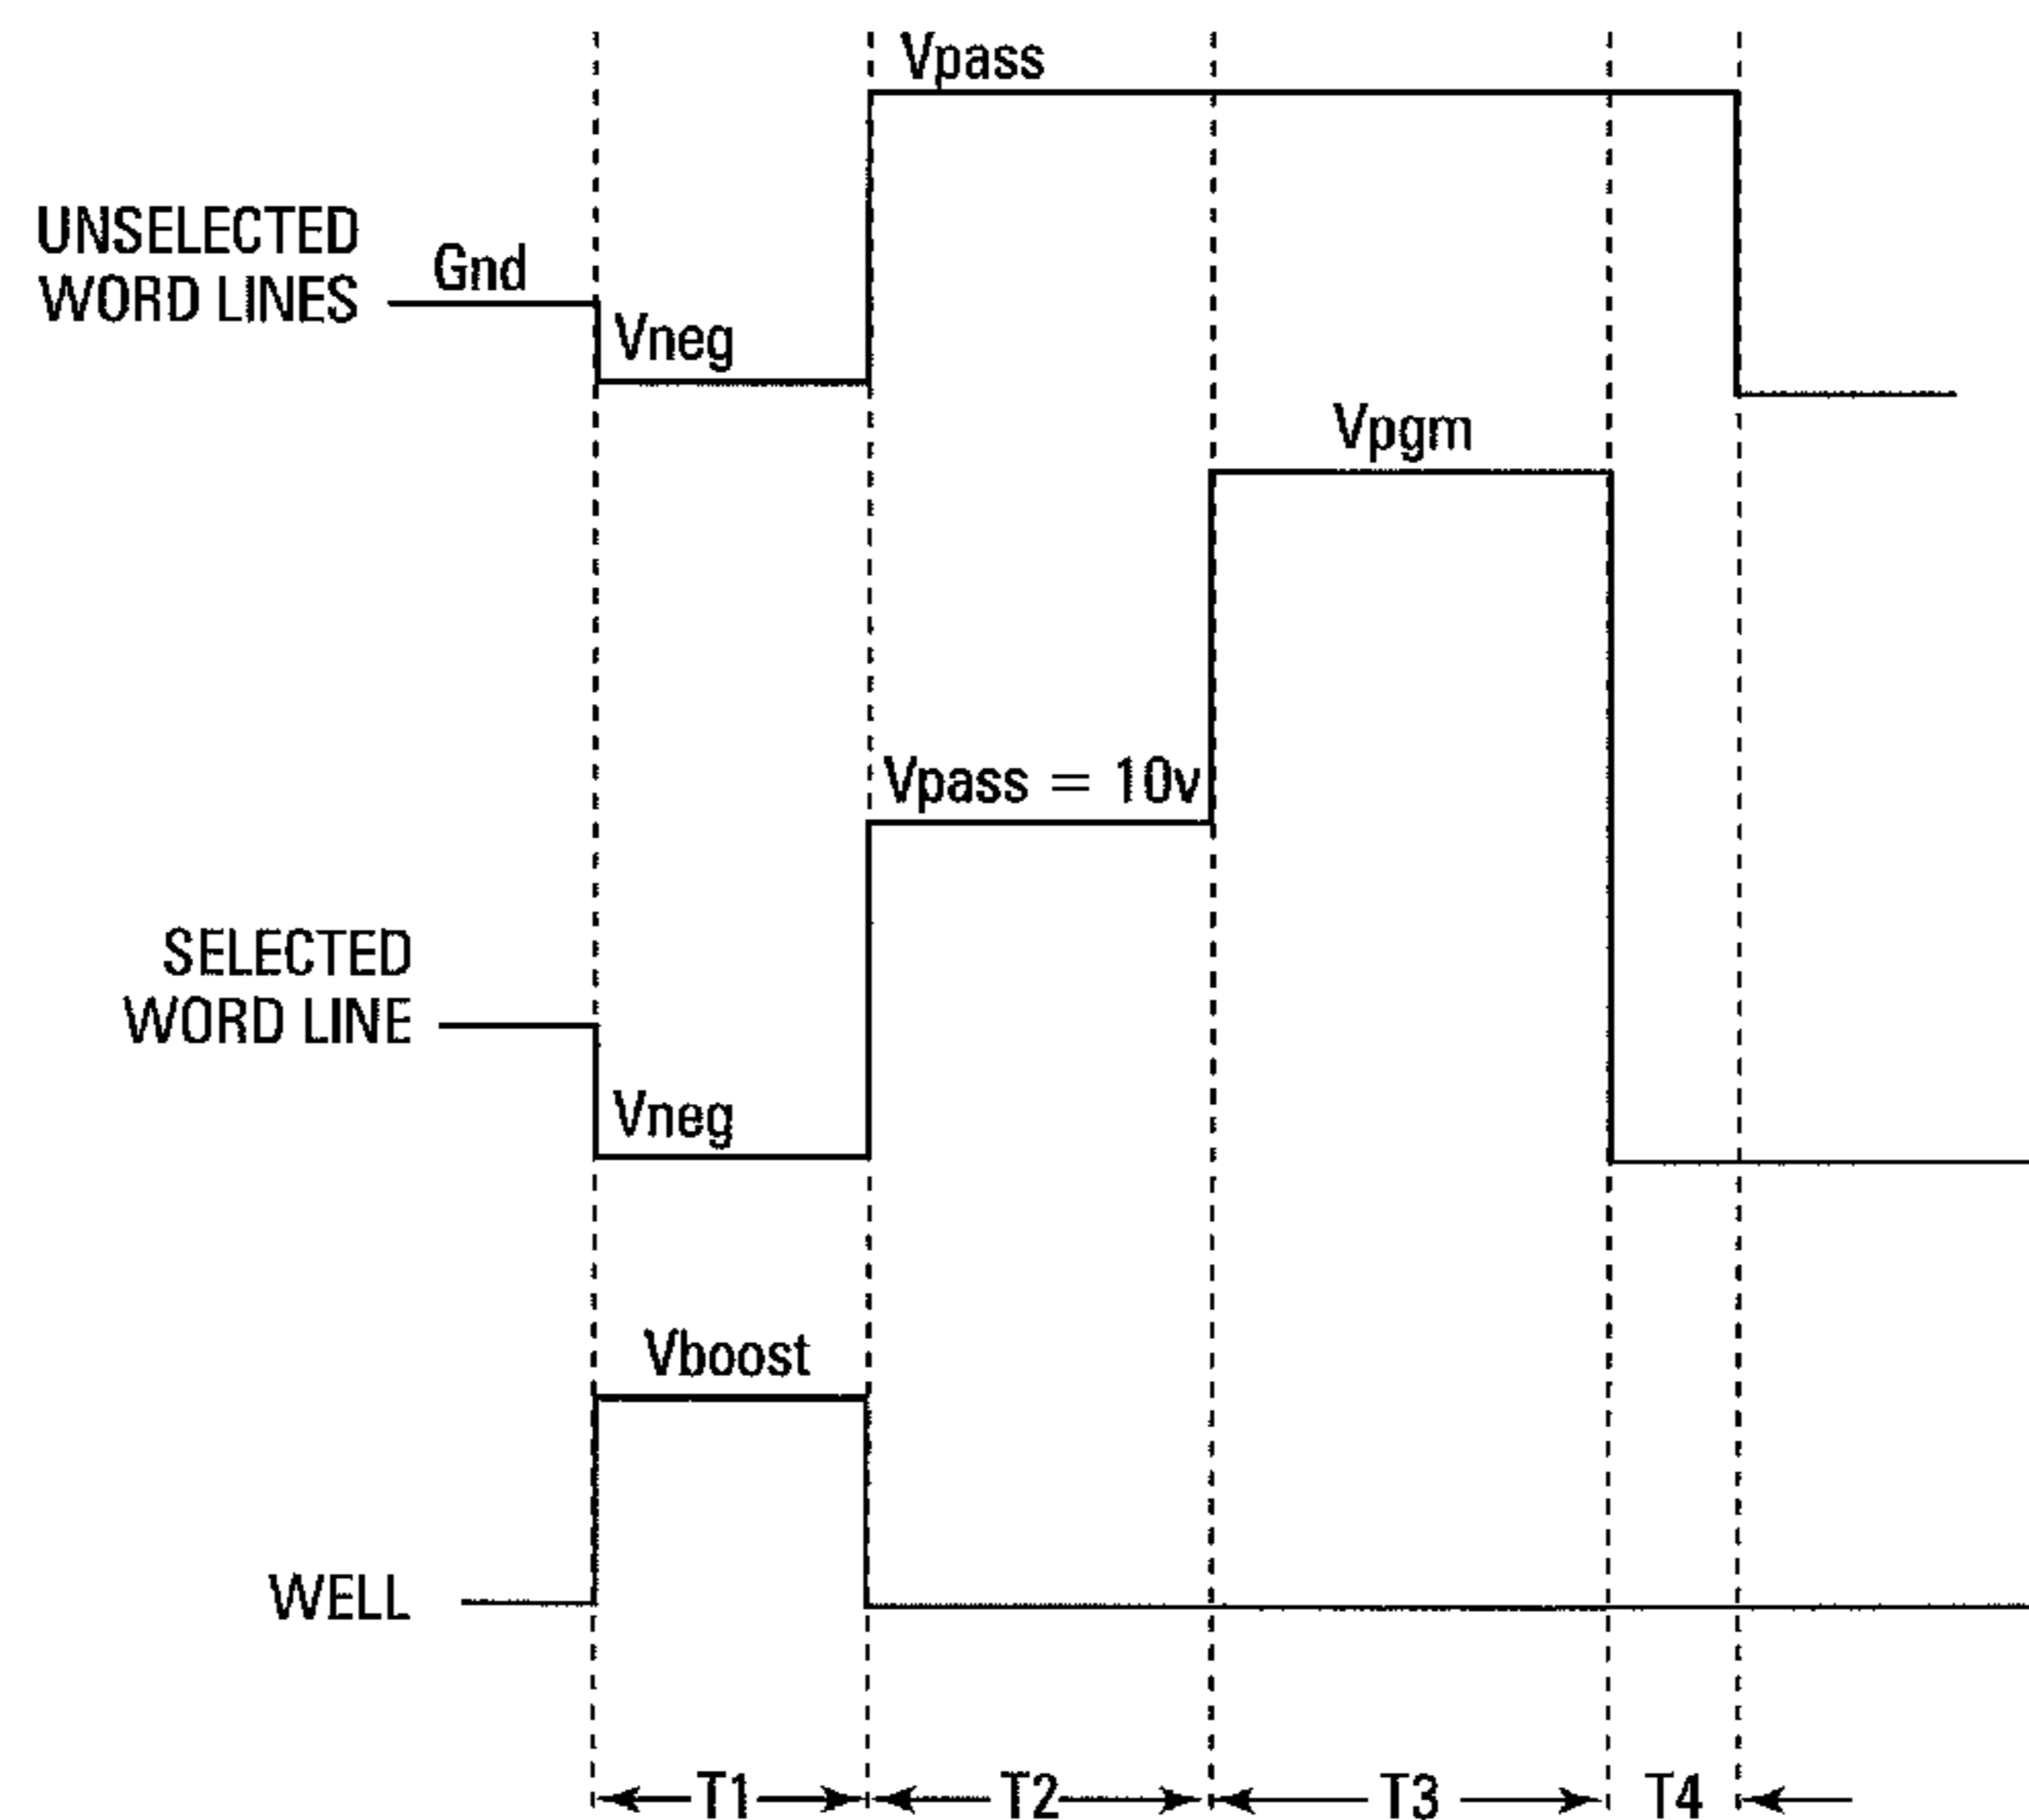 Vpass
UNSELECTED
WORD LINES
Gnd
Vneg
Vpgm
Vpass = 10v
SELECTED
WORD LINE
Vneg
Vboost
WELL
T1 T2 T3 T4